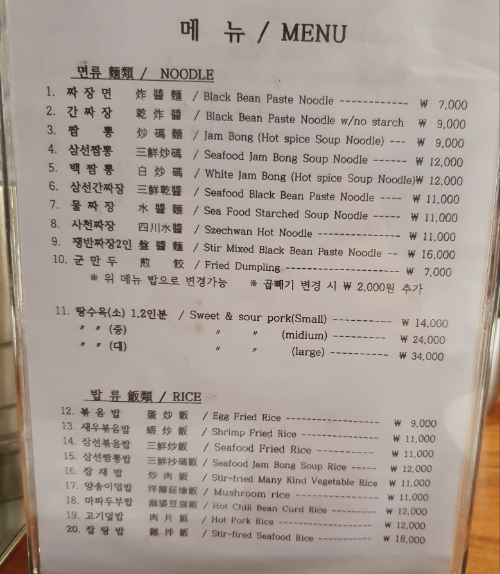 메 뉴 / MENU
면류 麵類 / NOODLE
1. 짜 장 면 炸 醬 麵 / Black Bean Paste Noodle ------------ ₩ 7,000
2. 간 짜 장 乾 炸 醬 / Black Bean Paste Noodle w/no starch ₩ 9,000
3. 짬 뽕 炒 碼 麵 / Jam Bong (Hot spice Soup Noodle) --- ₩ 9,000
4. 삼선짬뽕 三鮮炒碼 / Seafood Jam Bong Soup Noodle ------ ₩ 12,000
5. 백 짬 뽕 白 炒 碼 / White Jam Bong (Hot spice Soup Noodle)₩ 12,000
6. 삼선간짜장 三鮮乾醬 / Seafood Black Bean Paste Noodle ---- ₩ 11,000
7. 물 짜 장 水 醬 麵 / Sea Food Starched Soup Noodle ----- ₩ 11,000
8. 사천짜장 四川水醬 / Szechwan Hot Noodle -------------- ₩ 11,000
9. 쟁반짜장2인 盤 醬 麵 / Stir Mixed Black Bean Paste Noodle -- ₩ 16,000
10. 군 만 두 煎 餃 / Fried Dumpling -------------------- ₩ 7,000
※ 위 메뉴 밥으로 변경가능 ※ 곱빼기 변경 시 ₩ 2,000원 추가
11. 탕수육(소) 1,2인분 / Sweet & sour pork(Small) ----------- ₩ 14,000
〃 〃 (중) 〃 〃 (midium) --------- ₩ 24,000
〃 〃 (대) 〃 〃 (large) ---------- ₩ 34,000
밥 류 飯類 / RICE
12. 볶 음 밥 蛋 炒 飯 / Egg Fried Rice ------------------ ₩ 9,000
13. 새우볶음밥 蝦 炒 飯 / Shrimp Fried Rice ---------------- ₩ 11,000
14. 삼선볶음밥 三鮮炒飯 / Seafood Fried Rice --------------- ₩ 11,000
15. 삼선짬뽕밥 三鮮抄碼飯 / Seafood Jam Bong Soup Rice ------ ₩ 12,000
16. 잡 채 밥 炒 肉 飯 / Stir-fried Many Kind Vegetable Rice ₩ 11,000
17. 양송이덥밥 洋蘑菇燴飯 / Mushroom rice ------------------- ₩ 11,000
18. 마파두부밥 麻婆豆腐飯 / Hot Chili Bean Curd Rice -------- ₩ 12,000
19. 고기덮밥 肉 片 飯 / Hot Pork Rice ------------------- ₩ 12,000
20. 잡 탕 밥 雜 拌 飯 / Stir-fired Seafood Rice ----------- ₩ 18,000